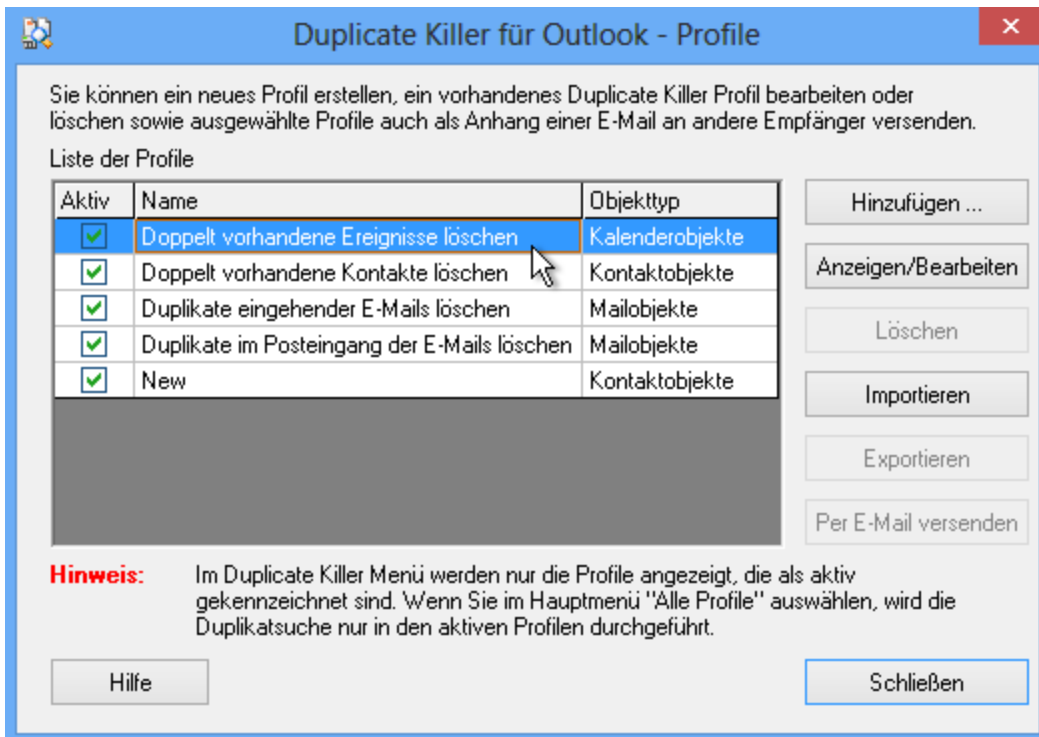 Duplicate Killer für Outlook - Profile
Sie können ein neues Profil erstellen, ein vorhandenes Duplicate Killer Profil bearbeiten oder
löschen sowie ausgewählte Profile auch als Anhang einer E-Mail an andere Empfänger versenden.
Liste der Profile
Aktiv Name Objekttyp
Doppelt vorhandene Ereignisse löschen Kalenderobjekte
Doppelt vorhandene Kontakte löschen Kontaktobjekte
Duplikate eingehender E-Mails löschen Mailobjekte
Duplikate im Posteingang der E-Mails löschen Mailobjekte
New Kontaktobjekte
Hinzufügen ...
Anzeigen/Bearbeiten
Löschen
Importieren
Exportieren
Per E-Mail versenden
Hinweis: Im Duplicate Killer Menü werden nur die Profile angezeigt, die als aktiv
gekennzeichnet sind. Wenn Sie im Hauptmenü "Alle Profile" auswählen, wird die
Duplikatsuche nur in den aktiven Profilen durchgeführt.
Hilfe
Schließen